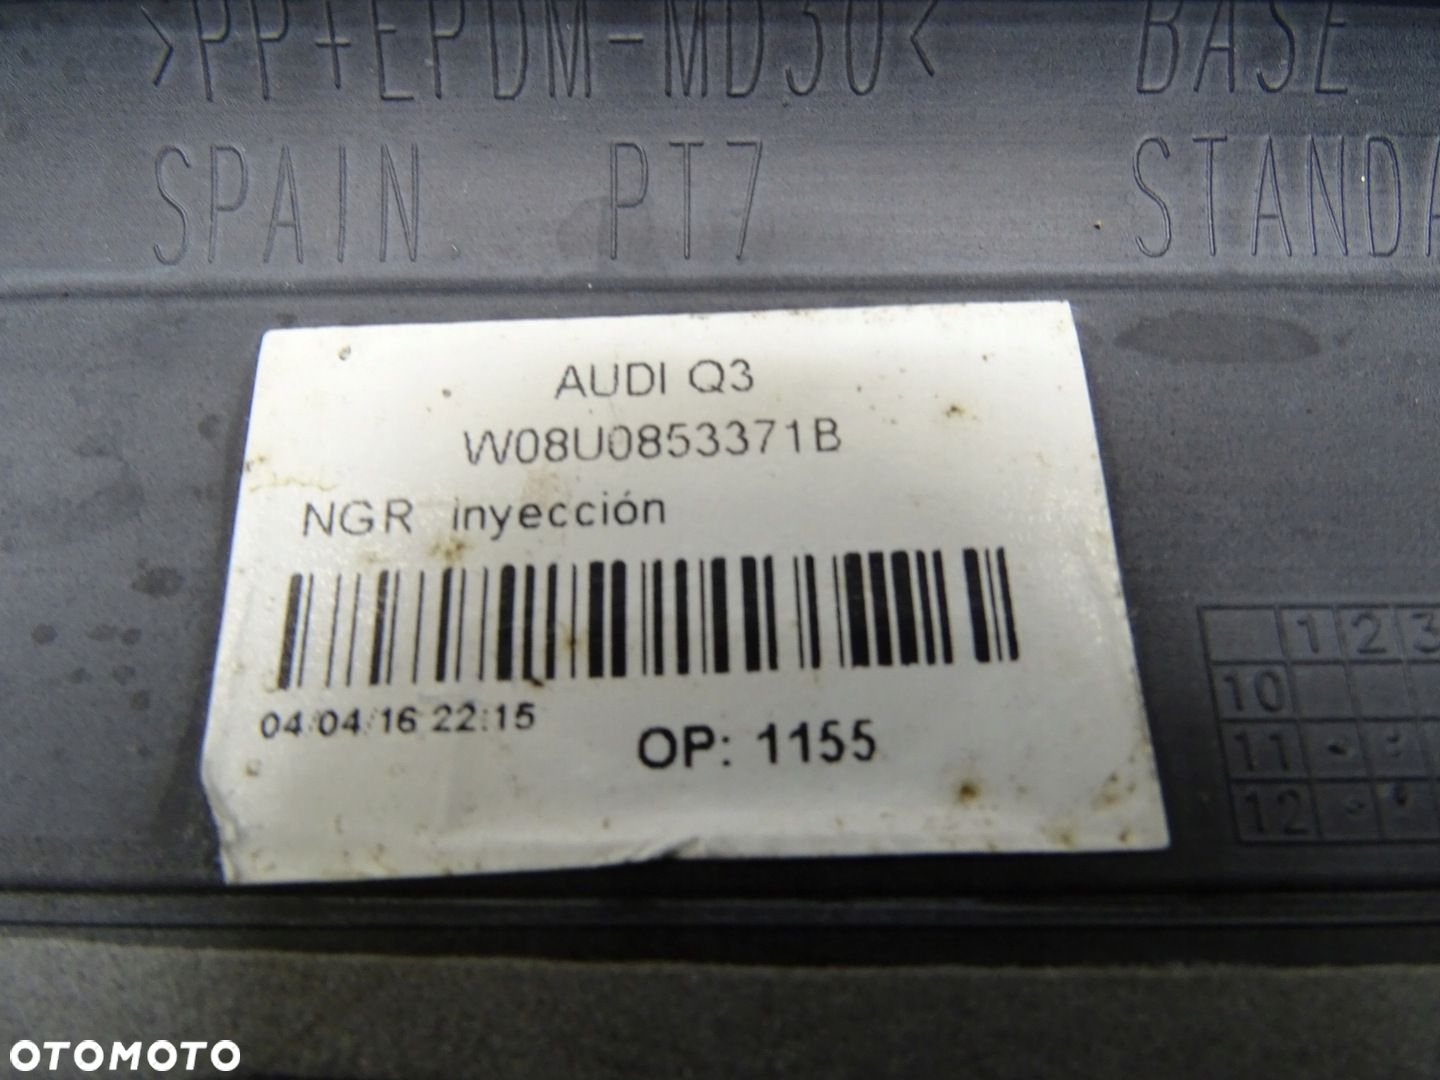 >PP+EPDM-MD30< BASE
SPAIN PT7 STANDA
AUDI Q3
W08U0853371B
NGR inyección
04/04/16 22:15
OP: 1155
1 2 3
10
11
12
OTOMOTO